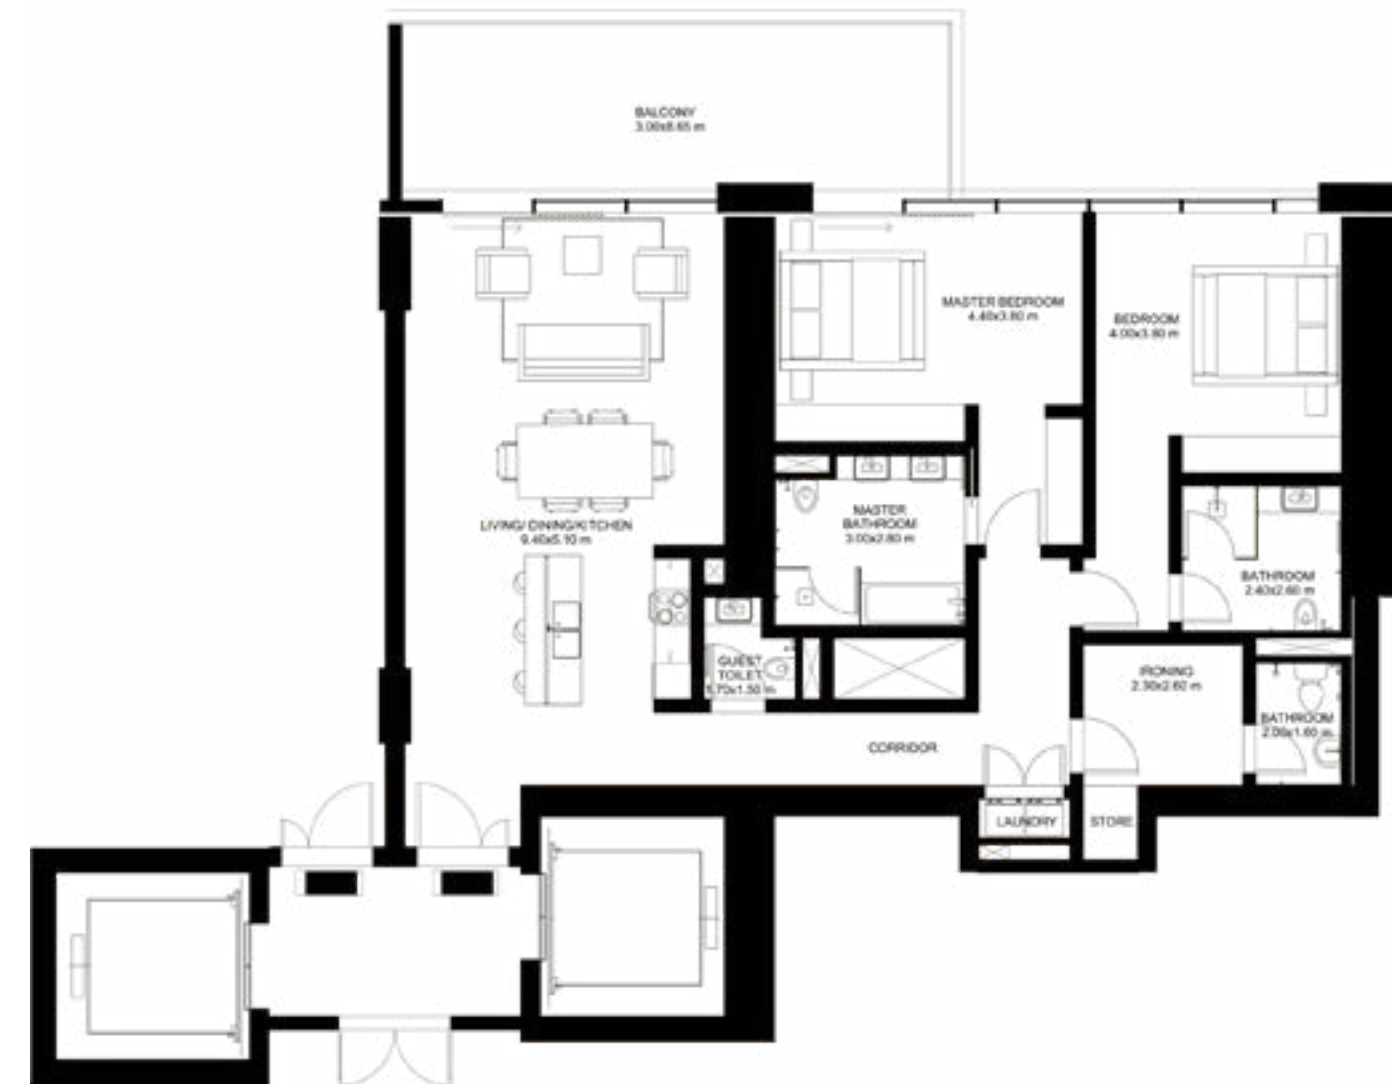 BALCONY
3.00x8.65 m
MASTER BEDROOM
4.40x3.80 m
BEDROOM
4.00x3.80 m
LIVING/ DINING/KITCHEN
9.40x5.10 m
MASTER
BATHROOM
3.00x2.80 m
BATHROOM
2.40x2.60 m
GUEST
TOILET
1.70x1.50 m
IRONING
2.30x2.60 m
BATHROOM
2.00x1.60 m
CORRIDOR
LAUNDRY
STORE